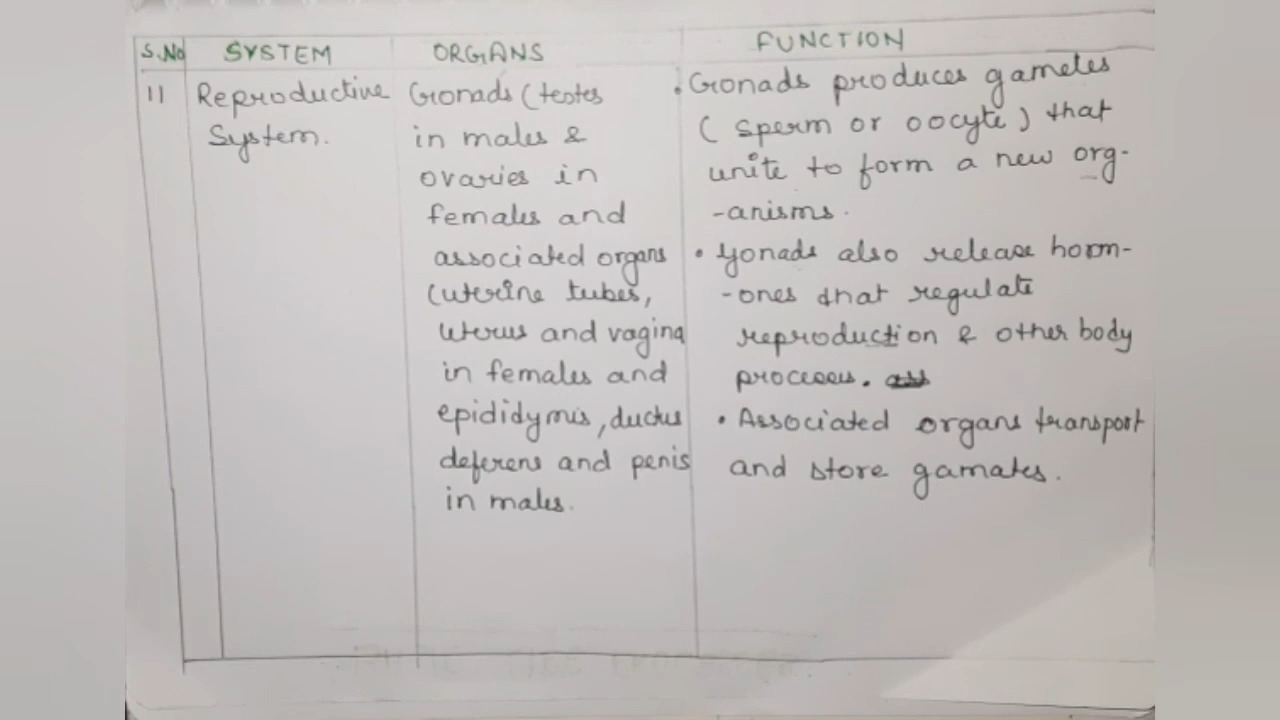 S.No SYSTEM ORGANS FUNCTION
11 Reproductive System.
Gonads (testes
in males &
ovaries in
females and
associated organs
(uterine tubes,
uterus and vagina
in females and
epididymis, ductus
deferens and penis
in males.
• Gonads produces gametes
( sperm or oocyte) that
unite to form a new org-
-anisms.
• gonads also release horm-
-ones that regulate
reproduction & other body
processes.
• Associated organs transport
and store gamates.